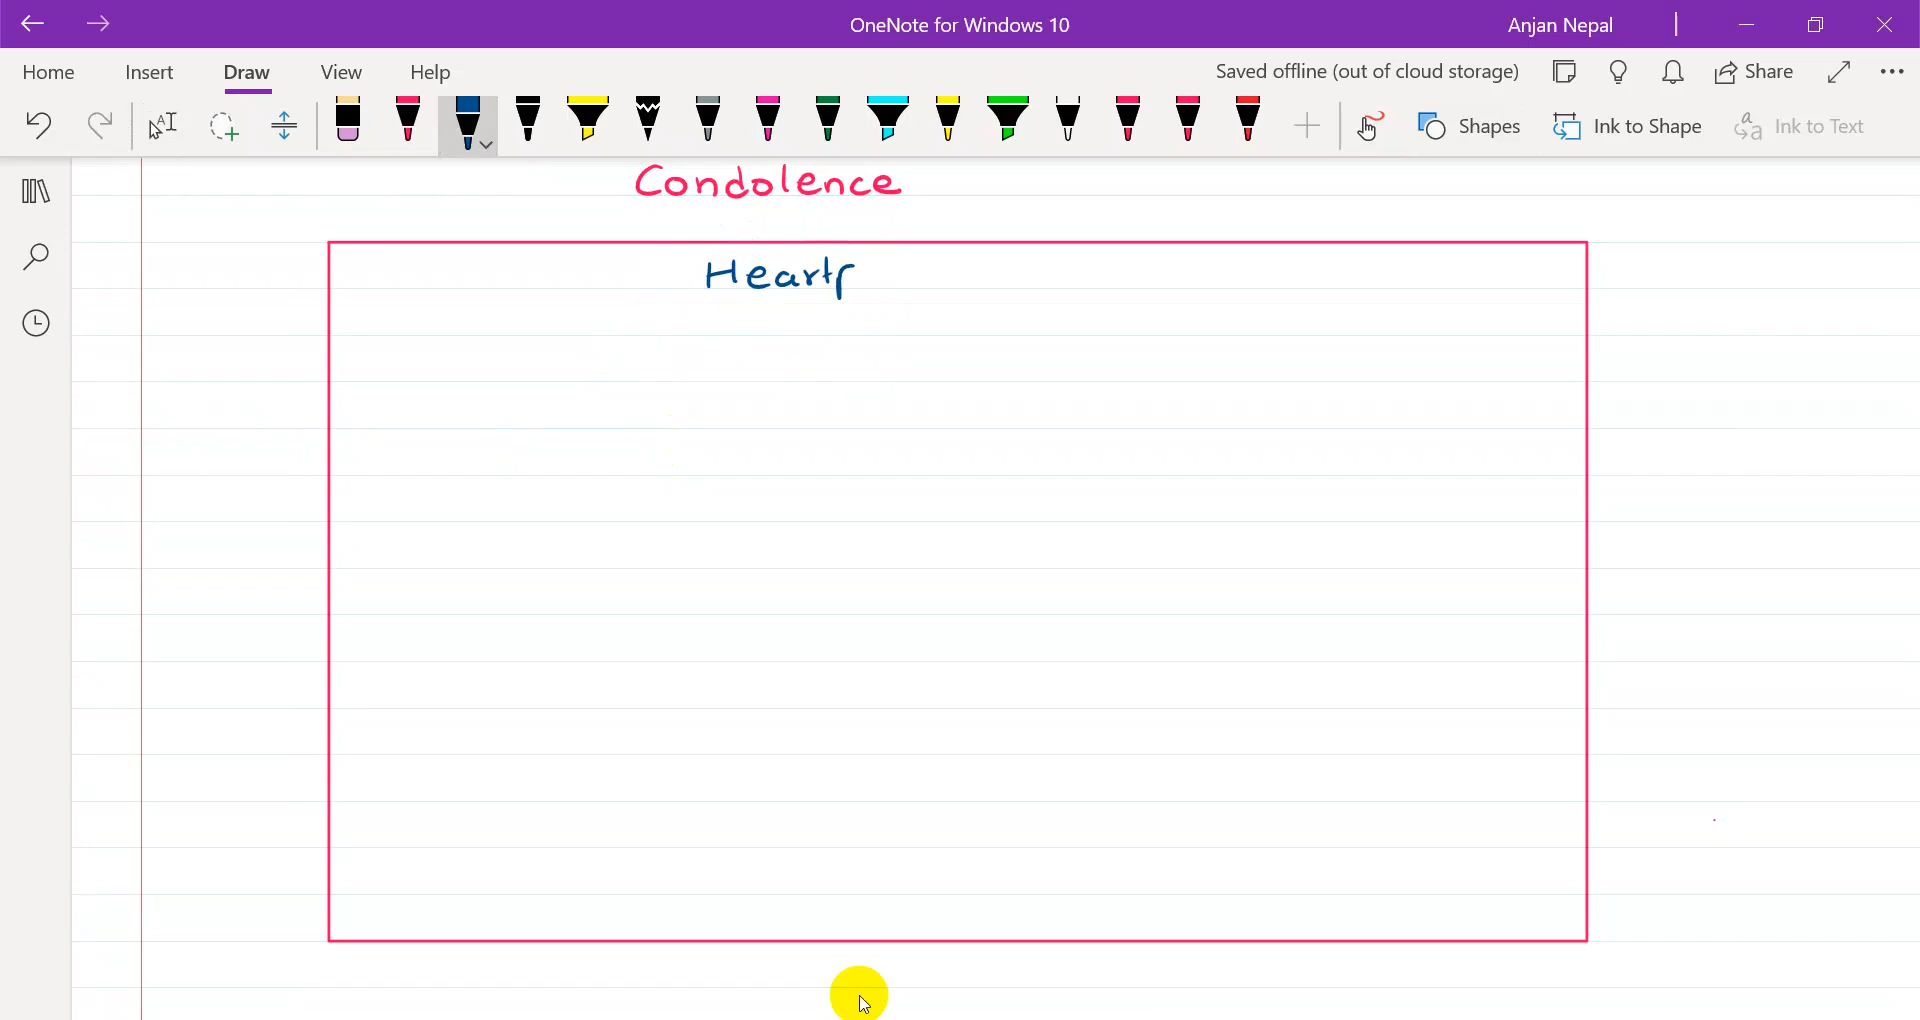 OneNote for Windows 10
Anjan Nepal
Home Insert Draw View Help
Saved offline (out of cloud storage)
Share
Shapes
Ink to Shape
Ink to Text
Condolence
Heartf